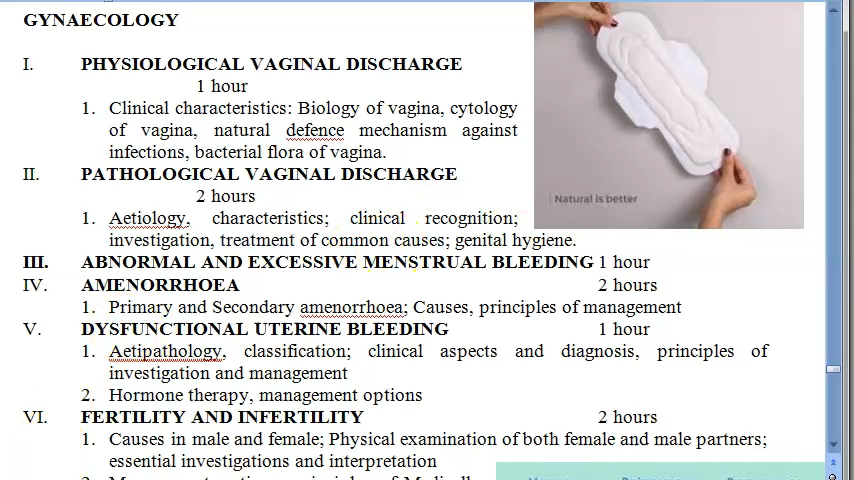 GYNAECOLOGY
I. PHYSIOLOGICAL VAGINAL DISCHARGE
1 hour
1. Clinical characteristics: Biology of vagina, cytology
of vagina, natural defence mechanism against
infections, bacterial flora of vagina.
II. PATHOLOGICAL VAGINAL DISCHARGE
2 hours
1. Aetiology, characteristics; clinical recognition;
investigation, treatment of common causes; genital hygiene.
Natural is better
III. ABNORMAL AND EXCESSIVE MENSTRUAL BLEEDING 1 hour
IV. AMENORRHOEA 2 hours
1. Primary and Secondary amenorrhoea; Causes, principles of management
V. DYSFUNCTIONAL UTERINE BLEEDING 1 hour
1. Aetipathology, classification; clinical aspects and diagnosis, principles of
investigation and management
2. Hormone therapy, management options
VI. FERTILITY AND INFERTILITY 2 hours
1. Causes in male and female; Physical examination of both female and male partners;
essential investigations and interpretation